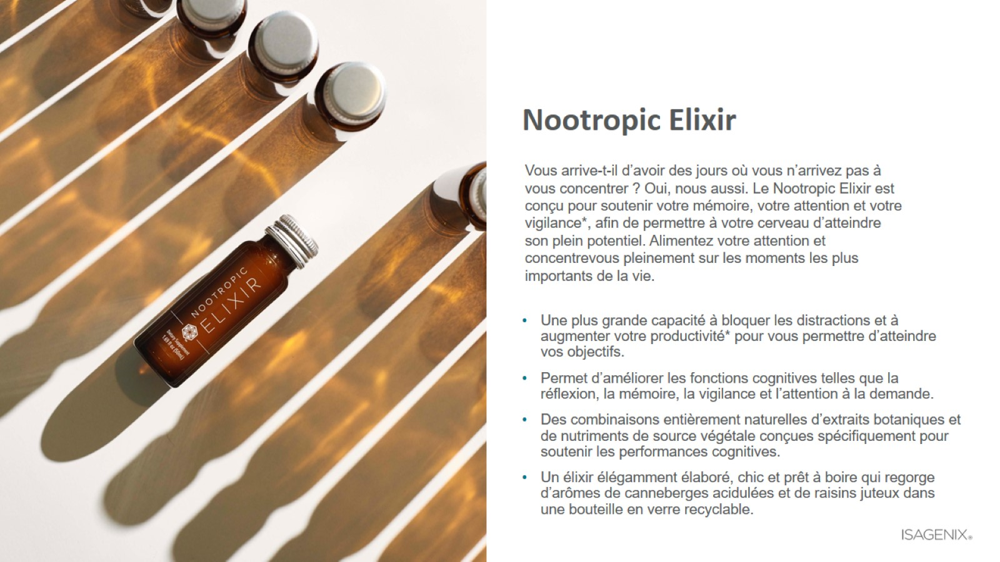 Nootropic Elixir
Vous arrive-t-il d’avoir des jours où vous n’arrivez pas à
vous concentrer ? Oui, nous aussi. Le Nootropic Elixir est
conçu pour soutenir votre mémoire, votre attention et votre
vigilance*, afin de permettre à votre cerveau d’atteindre
son plein potentiel. Alimentez votre attention et
concentrevous pleinement sur les moments les plus
importants de la vie.
• Une plus grande capacité à bloquer les distractions et à
augmenter votre productivité* pour vous permettre d’atteindre
vos objectifs.
• Permet d’améliorer les fonctions cognitives telles que la
réflexion, la mémoire, la vigilance et l’attention à la demande.
• Des combinaisons entièrement naturelles d’extraits botaniques et
de nutriments de source végétale conçues spécifiquement pour
soutenir les performances cognitives.
• Un élixir élégamment élaboré, chic et prêt à boire qui regorge
d’arômes de canneberges acidulées et de raisins juteux dans
une bouteille en verre recyclable.
ISAGENIX®
NOOTROPIC
ELIXIR
Dietary Supplement
1.69 fl oz (50mL)